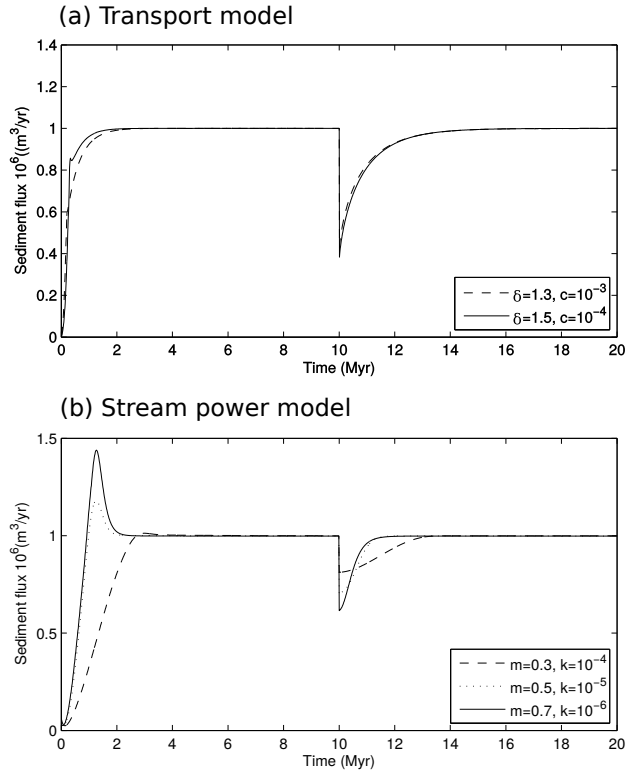 (a) Transport model
1.4
1.2
1
0.8
0.6
0.4
0.2
0
Sediment flux 10⁶((m³/yr)
0 2 4 6 8 10 12 14 16 18 20
Time (Myr)
δ=1.3, c=10⁻³
δ=1.5, c=10⁻⁴
(b) Stream power model
1.5
1
0.5
0
Sediment flux 10⁶(m³/yr)
0 2 4 6 8 10 12 14 16 18 20
Time (Myr)
m=0.3, k=10⁻⁴
m=0.5, k=10⁻⁵
m=0.7, k=10⁻⁶